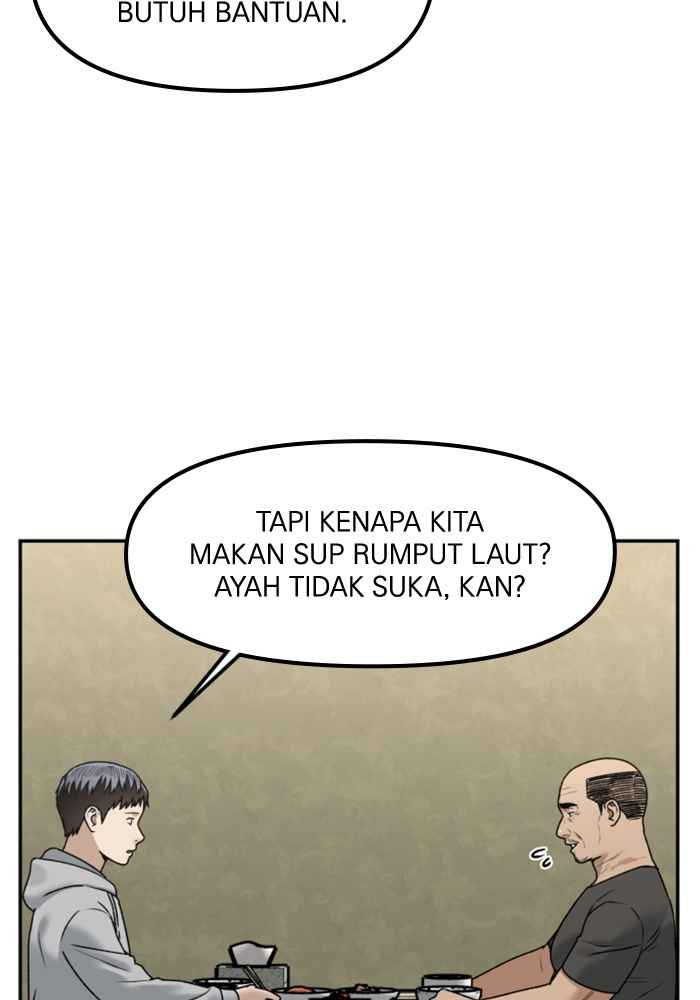 BUTUH BANTUAN.
TAPI KENAPA KITA
MAKAN SUP RUMPUT LAUT?
AYAH TIDAK SUKA, KAN?